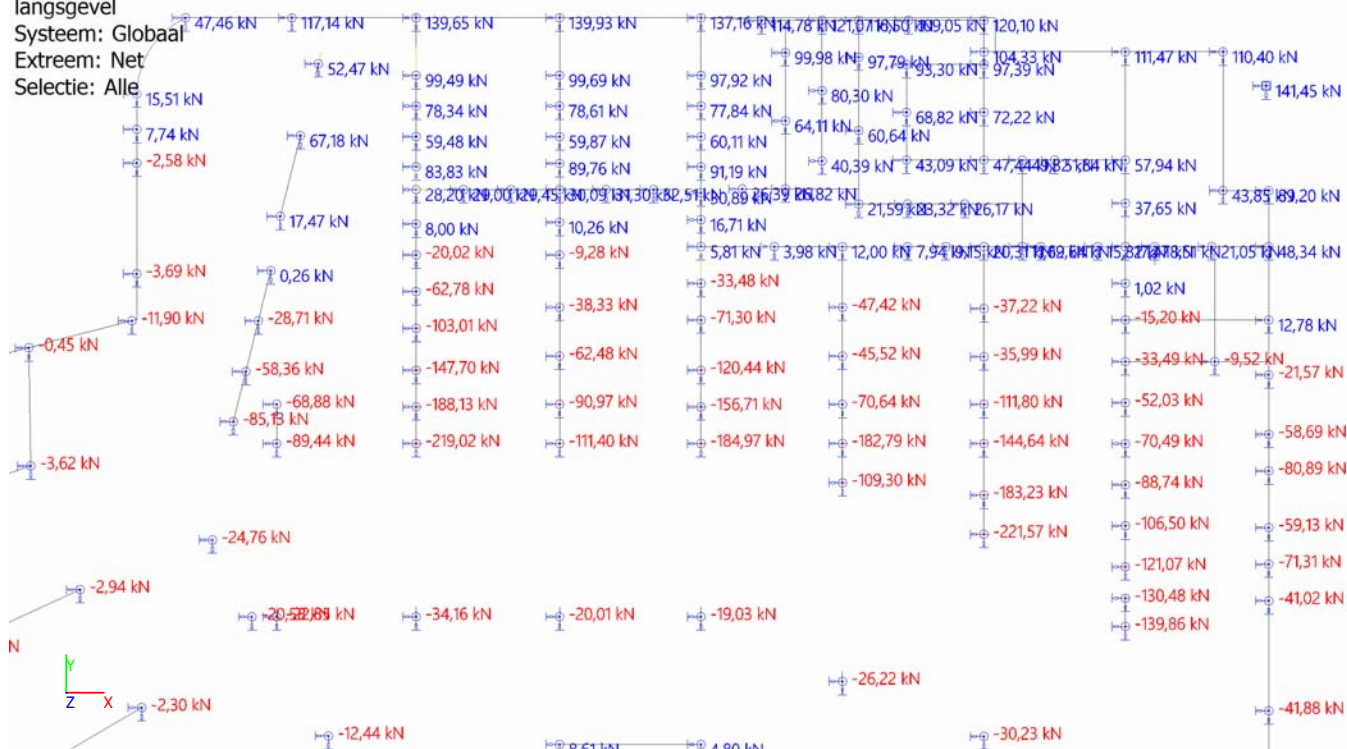 langsgevel
Systeem: Globaal
Extreem: Net
Selectie: Alle
47,46 kN
117,14 kN
139,65 kN
139,93 kN
137,16 kN
120,10 kN
52,47 kN
99,98 kN
104,33 kN
111,47 kN
110,40 kN
99,49 kN
99,69 kN
97,92 kN
93,30 kN
97,39 kN
141,45 kN
15,51 kN
80,30 kN
78,34 kN
78,61 kN
77,84 kN
68,82 kN
72,22 kN
7,74 kN
67,18 kN
59,48 kN
59,87 kN
60,11 kN
64,11 kN
60,64 kN
-2,58 kN
83,83 kN
89,76 kN
91,19 kN
40,39 kN
43,09 kN
57,94 kN
17,47 kN
8,00 kN
10,26 kN
16,71 kN
26,17 kN
37,65 kN
-20,02 kN
-9,28 kN
5,81 kN
3,98 kN
12,00 kN
21,05 kN
48,34 kN
-3,69 kN
0,26 kN
-62,78 kN
-33,48 kN
1,02 kN
-11,90 kN
-28,71 kN
-103,01 kN
-38,33 kN
-71,30 kN
-47,42 kN
-37,22 kN
-15,20 kN
12,78 kN
-0,45 kN
-58,36 kN
-147,70 kN
-62,48 kN
-120,44 kN
-45,52 kN
-35,99 kN
-33,49 kN
-9,52 kN
-21,57 kN
-68,88 kN
-85,13 kN
-188,13 kN
-90,97 kN
-156,71 kN
-70,64 kN
-111,80 kN
-52,03 kN
-89,44 kN
-219,02 kN
-111,40 kN
-184,97 kN
-182,79 kN
-144,64 kN
-70,49 kN
-58,69 kN
-3,62 kN
-109,30 kN
-183,23 kN
-88,74 kN
-80,89 kN
-24,76 kN
-221,57 kN
-106,50 kN
-59,13 kN
-2,94 kN
-121,07 kN
-71,31 kN
-34,16 kN
-20,01 kN
-19,03 kN
-130,48 kN
-139,86 kN
-41,02 kN
N
Y
Z
X
-26,22 kN
-2,30 kN
-12,44 kN
-30,23 kN
-41,88 kN